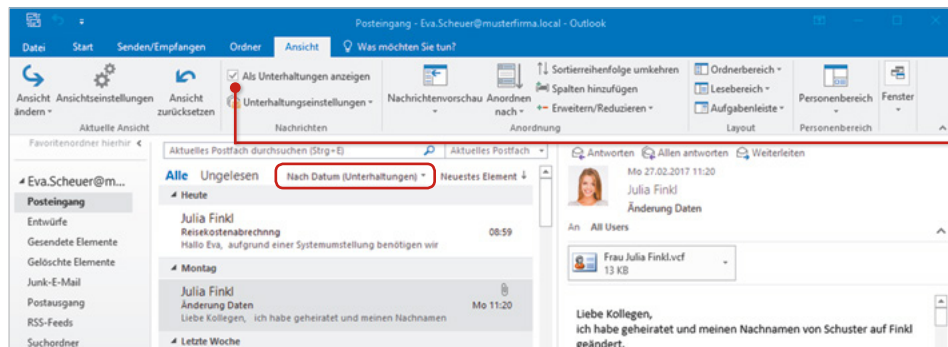 Posteingang - Eva.Scheuer@musterfirma.local - Outlook
Datei Start Senden/Empfangen Ordner Ansicht Was möchten Sie tun?
Ansicht ändern
Ansichtseinstellungen
Ansicht zurücksetzen
Aktuelle Ansicht
Als Unterhaltungen anzeigen
Unterhaltungseinstellungen
Nachrichten
Nachrichtenvorschau
Anordnen nach
Sortierreihenfolge umkehren
Spalten hinzufügen
Erweitern/Reduzieren
Anordnung
Ordnerbereich
Lesebereich
Aufgabenleiste
Layout
Personenbereich
Personenbereich
Fenster
Favoritenordner hierhir
Eva.Scheuer@m...
Posteingang
Entwürfe
Gesendete Elemente
Gelöschte Elemente
Junk-E-Mail
Postausgang
RSS-Feeds
Suchordner
Aktuelles Postfach durchsuchen (Strg+E) Aktuelles Postfach
Alle Ungelesen Nach Datum (Unterhaltungen) Neuestes Element
Heute
Julia Finkl
Reisekostenabrechnng 08:59
Hallo Eva, aufgrund einer Systemumstellung benötigen wir
Montag
Julia Finkl
Änderung Daten Mo 11:20
Liebe Kollegen, ich habe geheiratet und meinen Nachnamen
Letzte Woche
Antworten Allen antworten Weiterleiten
Mo 27.02.2017 11:20
Julia Finkl
Änderung Daten
An All Users
Frau Julia Finkl.vcf
13 KB
Liebe Kollegen,
ich habe geheiratet und meinen Nachnamen von Schuster auf Finkl
geändert.